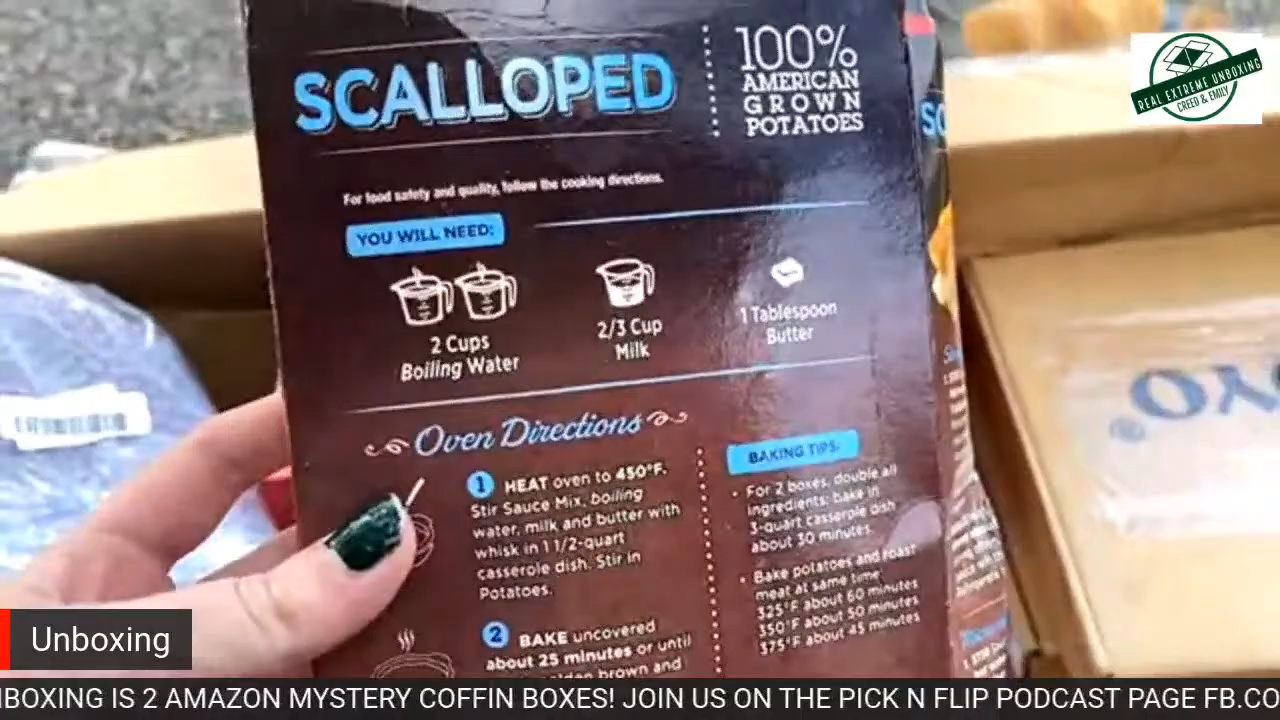 SCALLOPED
100%
AMERICAN
GROWN
POTATOES
REAL EXTREME UNBOXING
CREED & EMILY
For food safety and quality, follow the cooking directions.
YOU WILL NEED:
2 Cups
Boiling Water
2/3 Cup
Milk
1 Tablespoon
Butter
Oven Directions
1 HEAT oven to 450°F.
Stir Sauce Mix, boiling
water, milk and butter with
whisk in 1 1/2-quart
casserole dish. Stir in
Potatoes.
2 BAKE uncovered
about 25 minutes or until
brown and
BAKING TIPS:
• For 2 boxes, double all
ingredients; bake in
3-quart casserole dish
about 30 minutes.
• Bake potatoes and roast
meat at same time:
325°F about 60 minutes
350°F about 50 minutes
375°F about 45 minutes
SC
OYO
®
Unboxing
NBOXING IS 2 AMAZON MYSTERY COFFIN BOXES! JOIN US ON THE PICK N FLIP PODCAST PAGE FB.CO